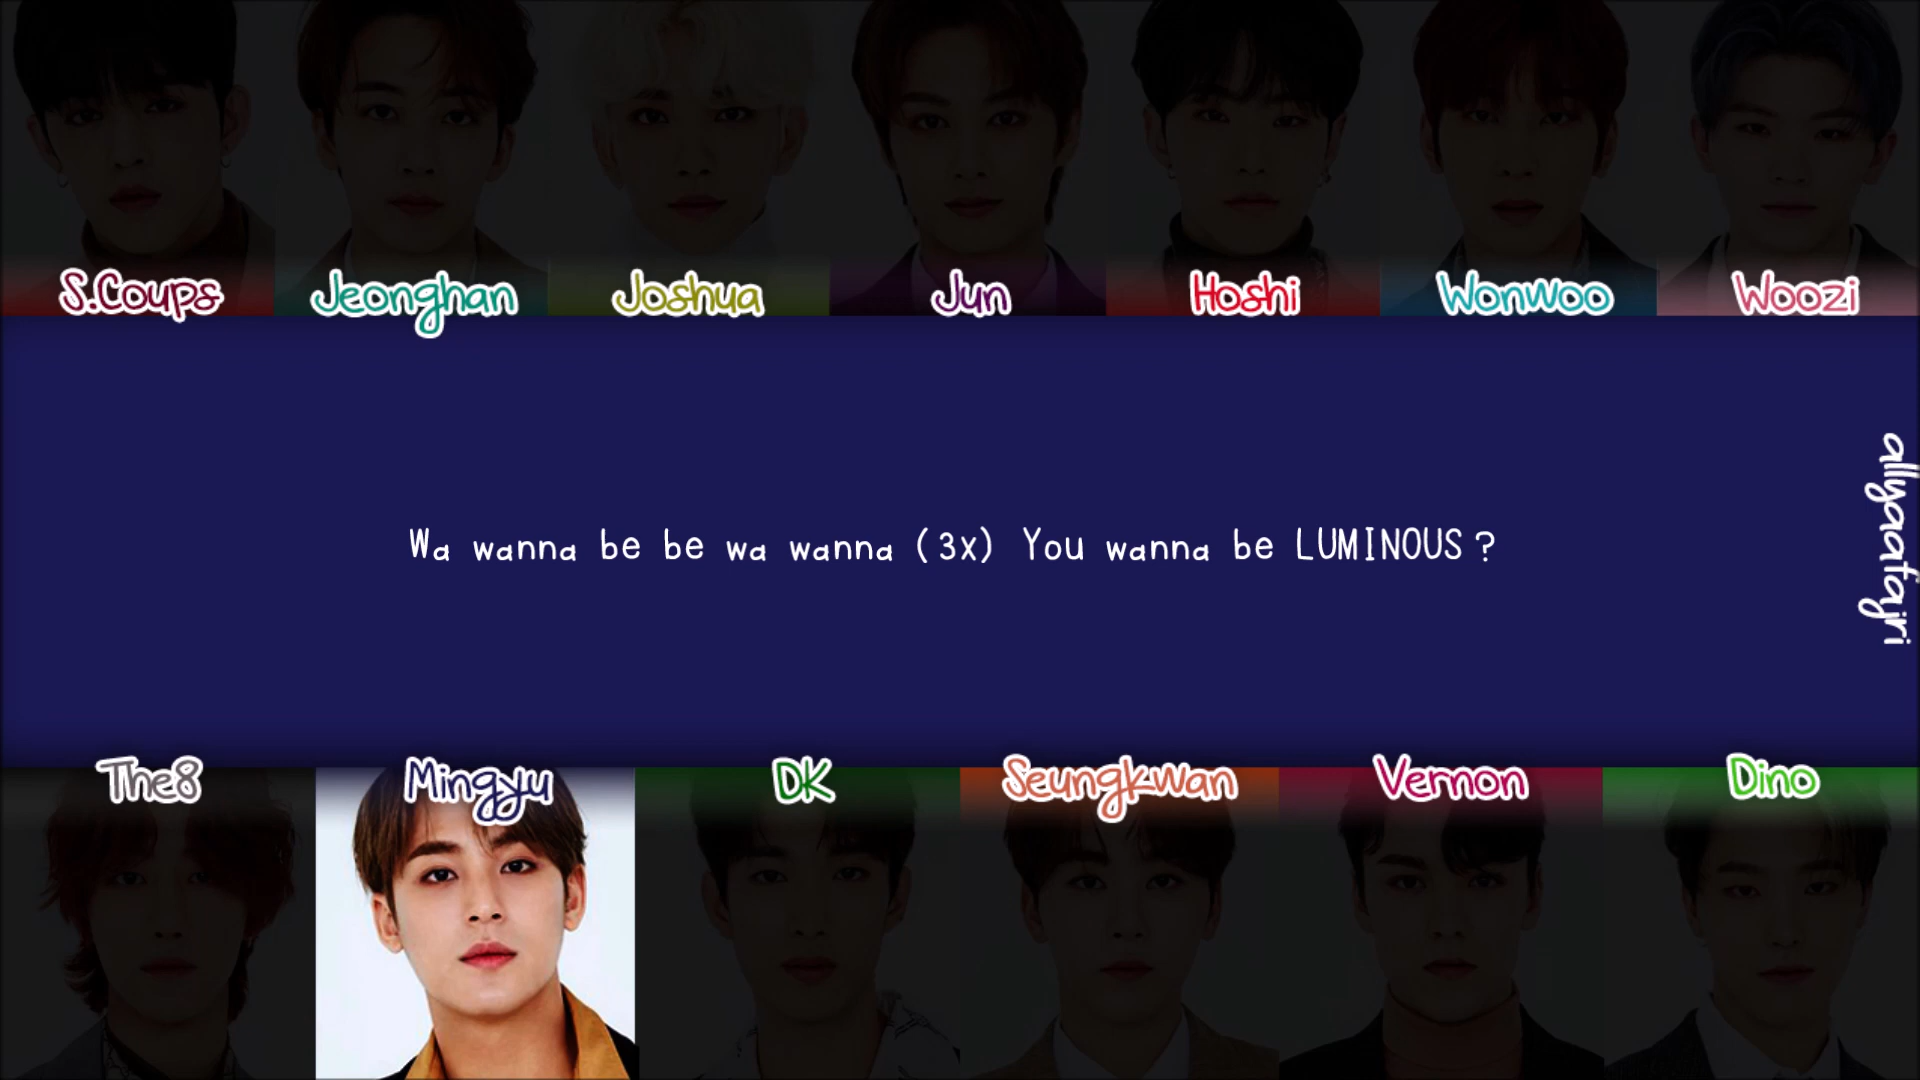 S.Coups
Jeonghan
Joshua
Jun
Hoshi
Wonwoo
Woozi
Wa wanna be be wa wanna (3x) You wanna be LUMINOUS?
allyaafajri
The8
Mingyu
DK
Seungkwan
Vernon
Dino